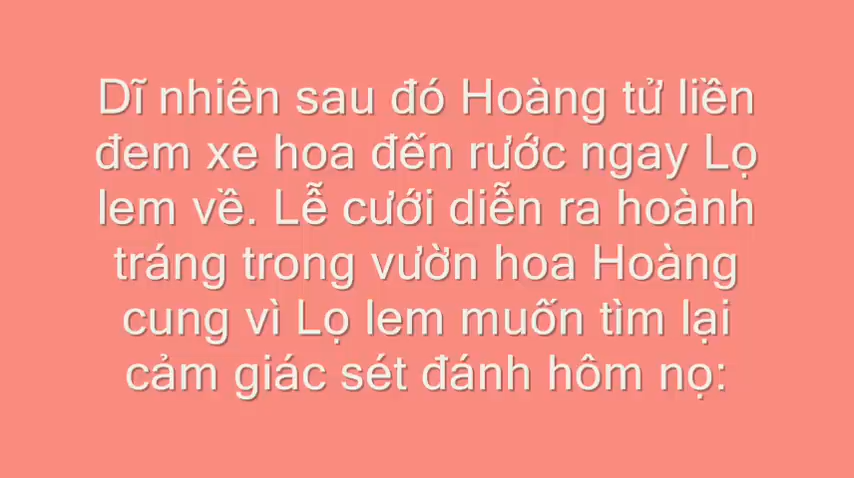 Dĩ nhiên sau đó Hoàng tử liền
đem xe hoa đến rước ngay Lọ
lem về. Lễ cưới diễn ra hoành
tráng trong vườn hoa Hoàng
cung vì Lọ lem muốn tìm lại
cảm giác sét đánh hôm nọ: